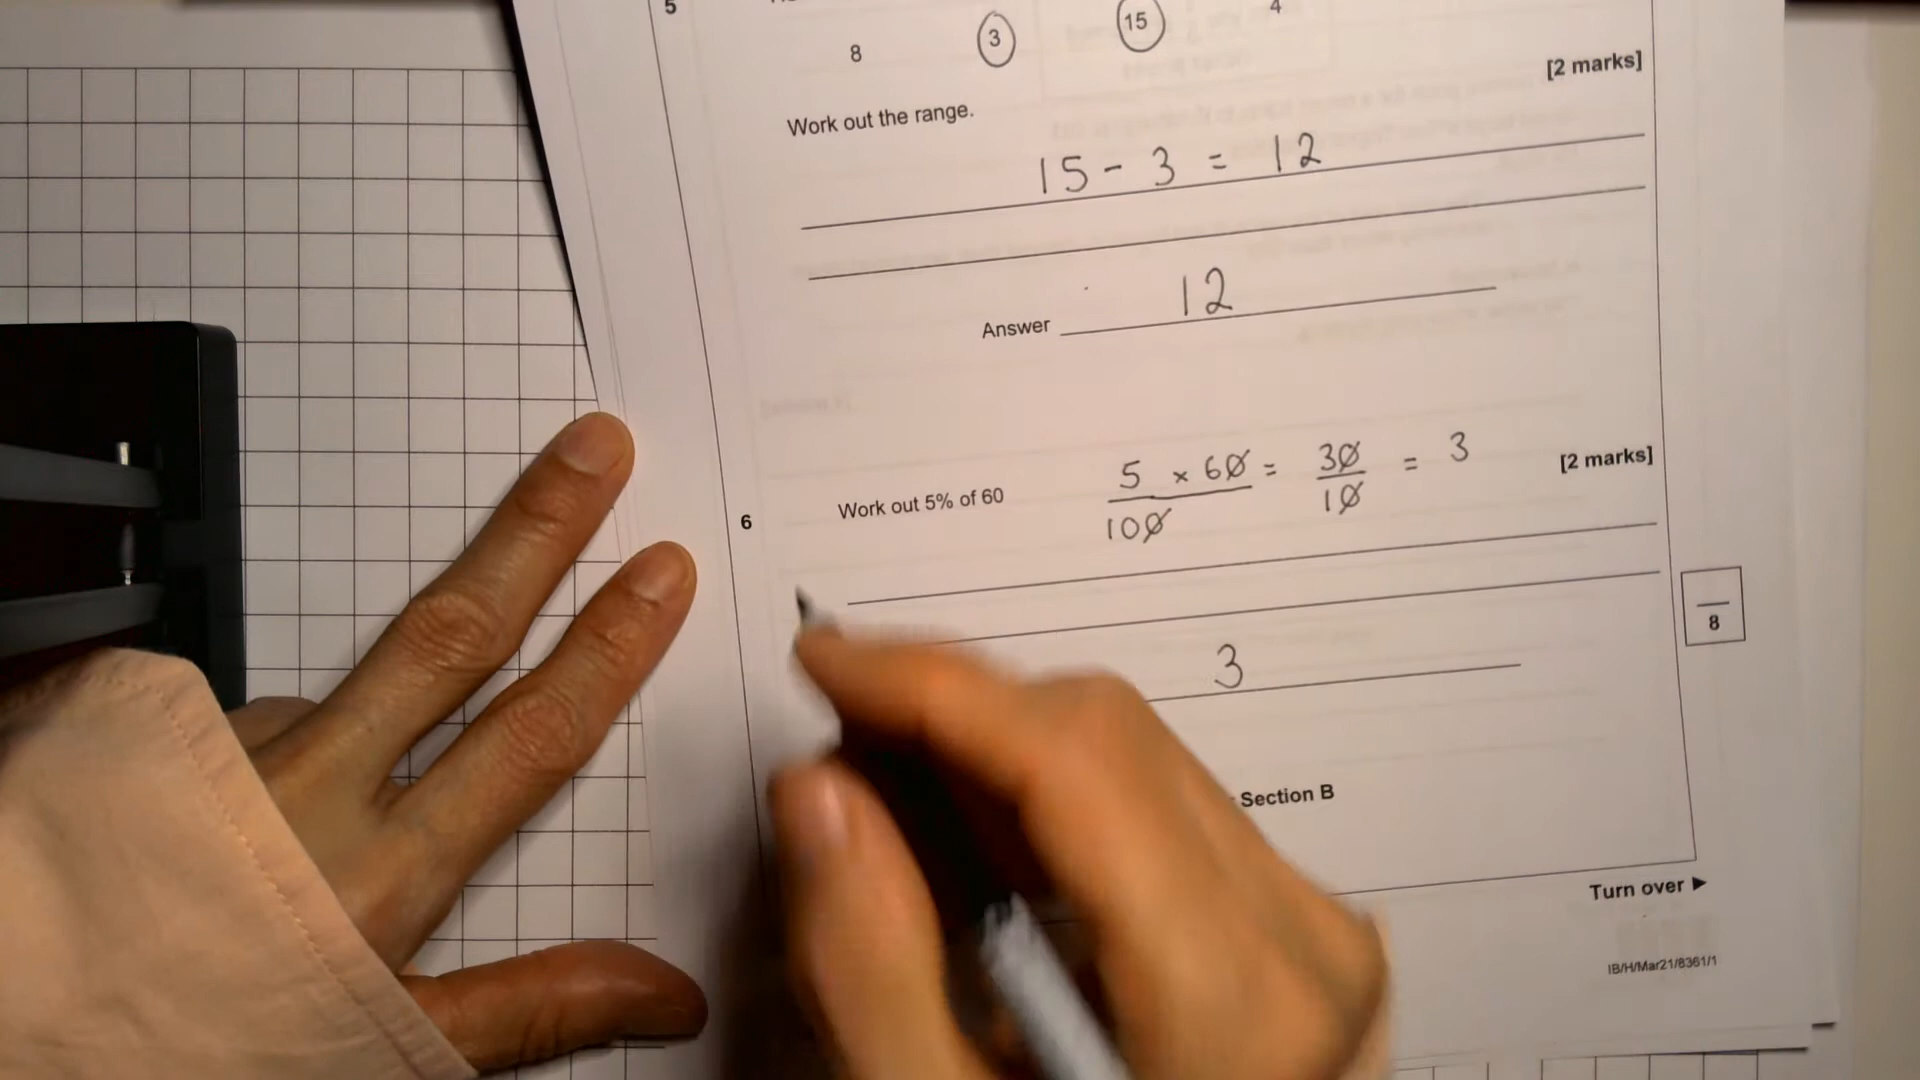 5
8 3 15 4
[2 marks]
Work out the range.
15 - 3 = 12
Answer 12
6 Work out 5% of 60 5 × 60 / 100 = 30 / 10 = 3 [2 marks]
8
3
Section B
Turn over ►
IB/H/Mar21/8361/1